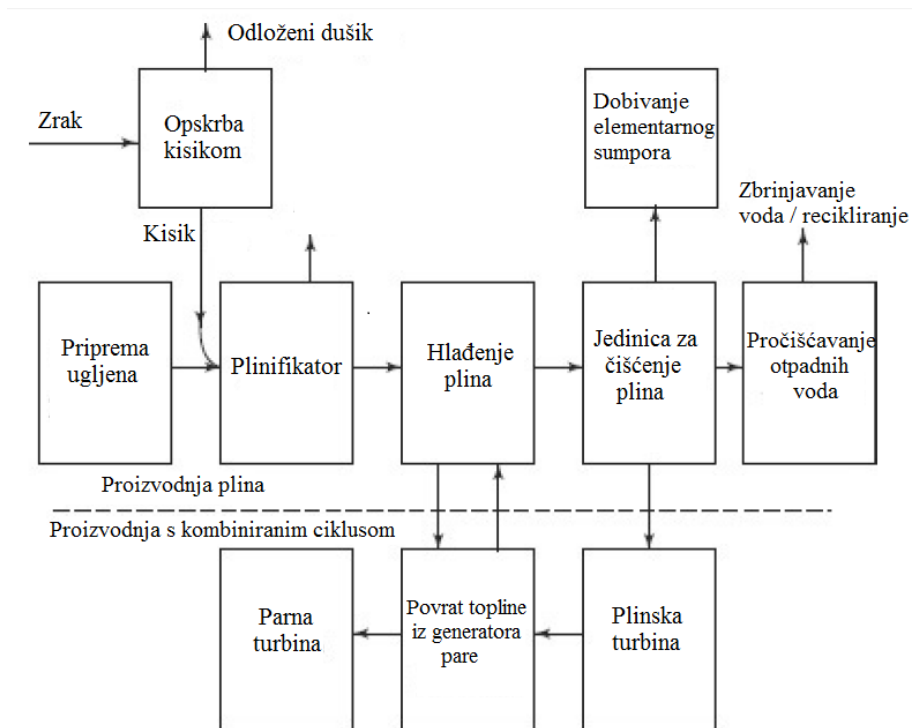 Odloženi dušik
Zrak
Opskrba
kisikom
Dobivanje
elementarnog
sumpora
Zbrinjavanje
voda / recikliranje
Kisik
Priprema
ugljena
Plinifikator
Hlađenje
plina
Jedinica za
čišćenje
plina
Pročišćavanje
otpadnih
voda
Proizvodnja plina
Proizvodnja s kombiniranim ciklusom
Parna
turbina
Povrat topline
iz generatora
pare
Plinska
turbina